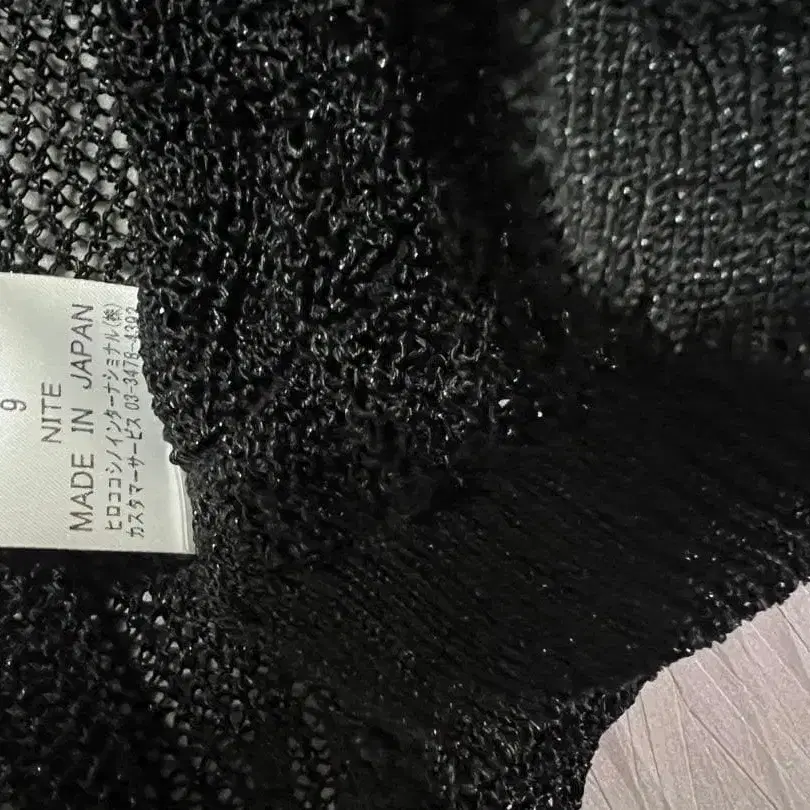 9
NITE
MADE IN JAPAN
ヒロココシノインターナショナル(株)
カスタマーサービス 03-3478-4392